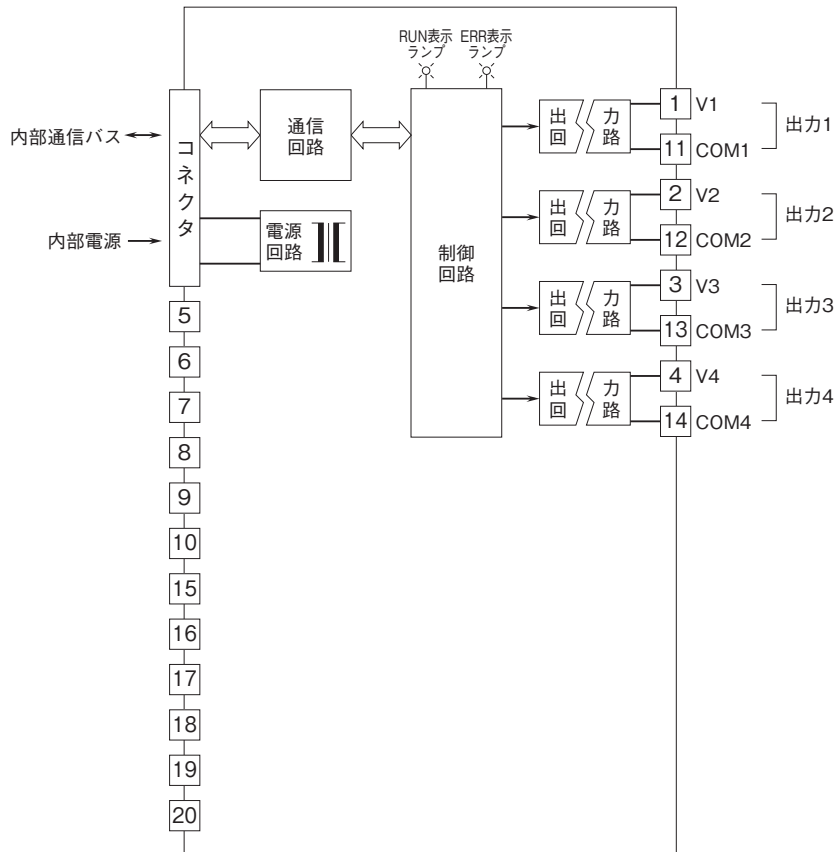 RUN表示
ランプ
ERR表示
ランプ
内部通信バス
内部電源
コネクタ
通信
回路
電源
回路
制御
回路
出力
回路
1
V1
11
COM1
出力1
出力
回路
2
V2
12
COM2
出力2
出力
回路
3
V3
13
COM3
出力3
出力
回路
4
V4
14
COM4
出力4
5
6
7
8
9
10
15
16
17
18
19
20